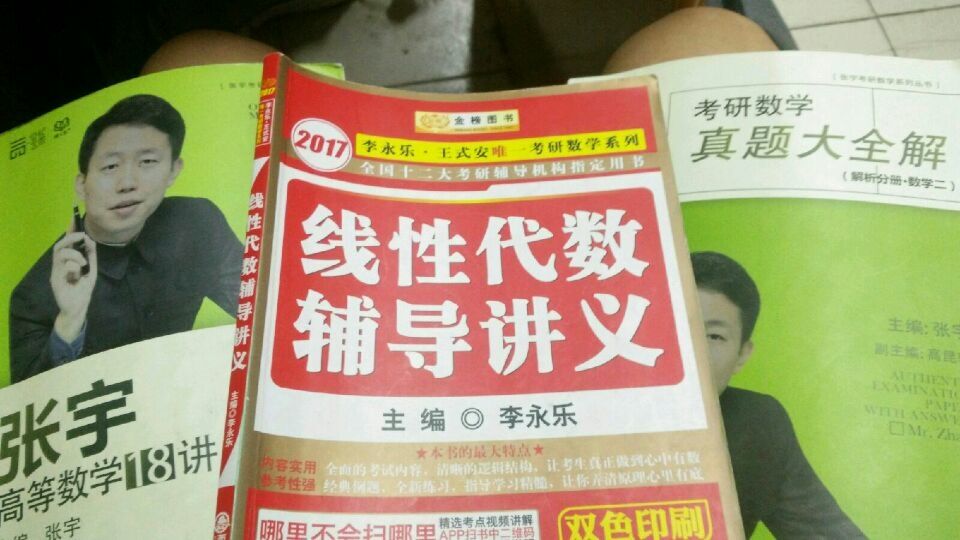 张宇
高等数学18讲
张宇
2017
金榜图书
李永乐·王式安唯一考研数学系列
全国十二大考研辅导机构指定用书
线性代数
辅导讲义
主编◎李永乐
★本书的最大特点★
内容实用
参考性强
全面的考试内容,清晰的逻辑结构,让考生真正做到心中有数
经典例题,全新练习,指导学习精髓,让你弄清原理心里有底
哪里不会扫哪里
精选考点视频讲解
APP扫书中二维码
双色印刷
线性代数辅导讲义
主编◎李永乐
[张宇考研数学系列丛书]
考研数学
真题大全解
(解析分册·数学二)
主编:张宇
副主编:高昆
AUTHENT
EXAMINATION
PAP
WITH ANSWE
Mr. Zha